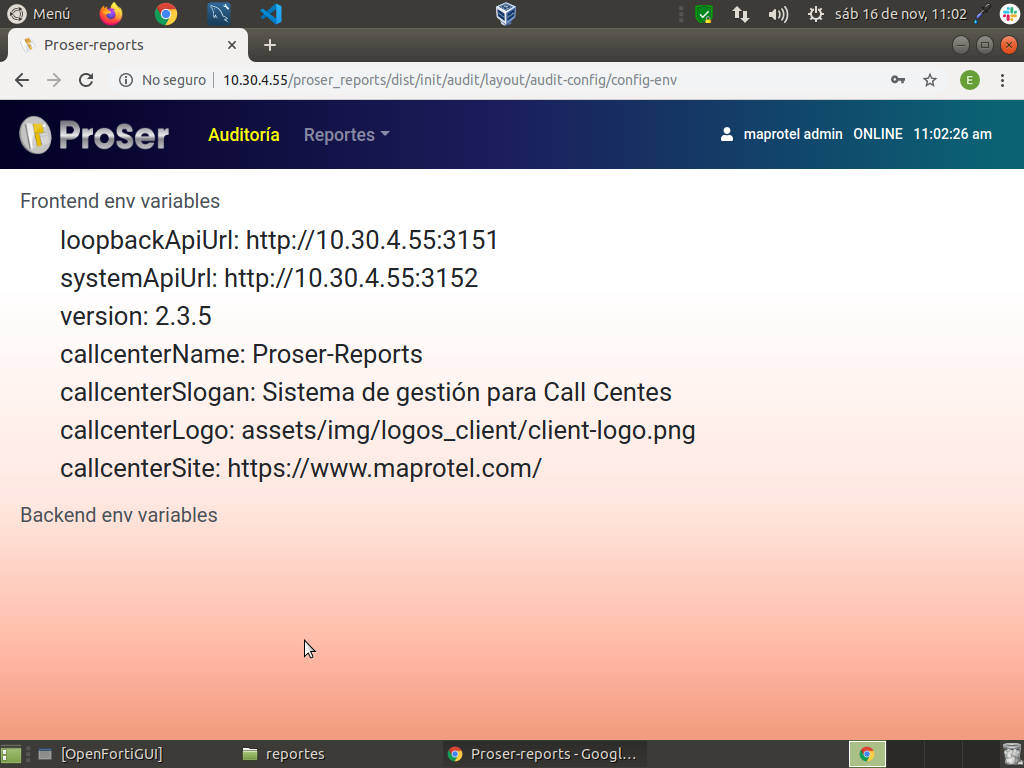 Menú
sáb 16 de nov, 11:02
Proser-reports
No seguro
10.30.4.55/proser_reports/dist/init/audit/layout/audit-config/config-env
E
ProSer
Auditoría
Reportes
maprotel admin ONLINE 11:02:26 am
Frontend env variables
loopbackApiUrl: http://10.30.4.55:3151
systemApiUrl: http://10.30.4.55:3152
version: 2.3.5
callcenterName: Proser-Reports
callcenterSlogan: Sistema de gestión para Call Centes
callcenterLogo: assets/img/logos_client/client-logo.png
callcenterSite: https://www.maprotel.com/
Backend env variables
[OpenFortiGUI]
reportes
Proser-reports - Googl...